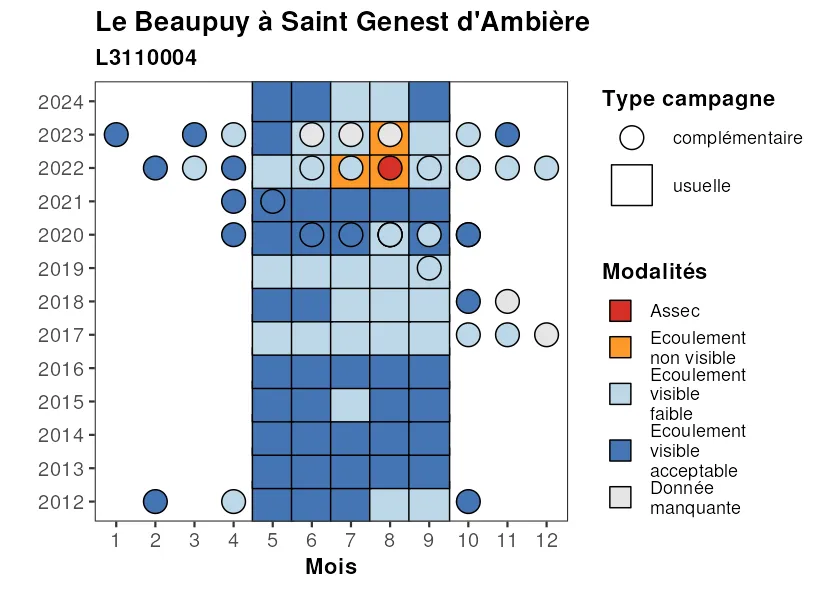 Le Beaupuy à Saint Genest d'Ambière
L3110004
2024
2023
2022
2021
2020
2019
2018
2017
2016
2015
2014
2013
2012
1 2 3 4 5 6 7 8 9 10 11 12
Mois
Type campagne
complémentaire
usuelle
Modalités
Assec
Ecoulement
non visible
Ecoulement
visible
faible
Ecoulement
visible
acceptable
Donnée
manquante